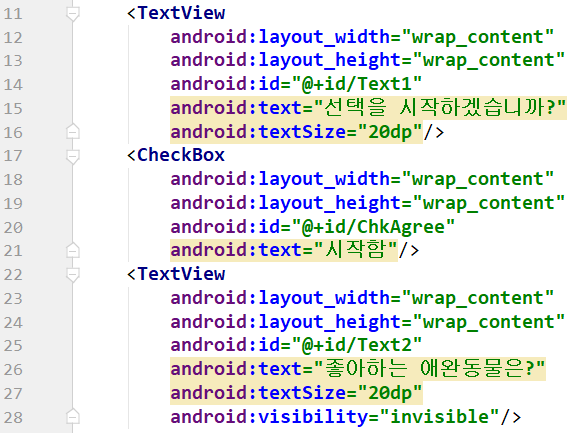 11 <TextView
12 android:layout_width="wrap_content"
13 android:layout_height="wrap_content"
14 android:id="@+id/Text1"
15 android:text="선택을 시작하겠습니까?"
16 android:textSize="20dp"/>
17 <CheckBox
18 android:layout_width="wrap_content"
19 android:layout_height="wrap_content"
20 android:id="@+id/ChkAgree"
21 android:text="시작함"/>
22 <TextView
23 android:layout_width="wrap_content"
24 android:layout_height="wrap_content"
25 android:id="@+id/Text2"
26 android:text="좋아하는 애완동물은?"
27 android:textSize="20dp"
28 android:visibility="invisible"/>